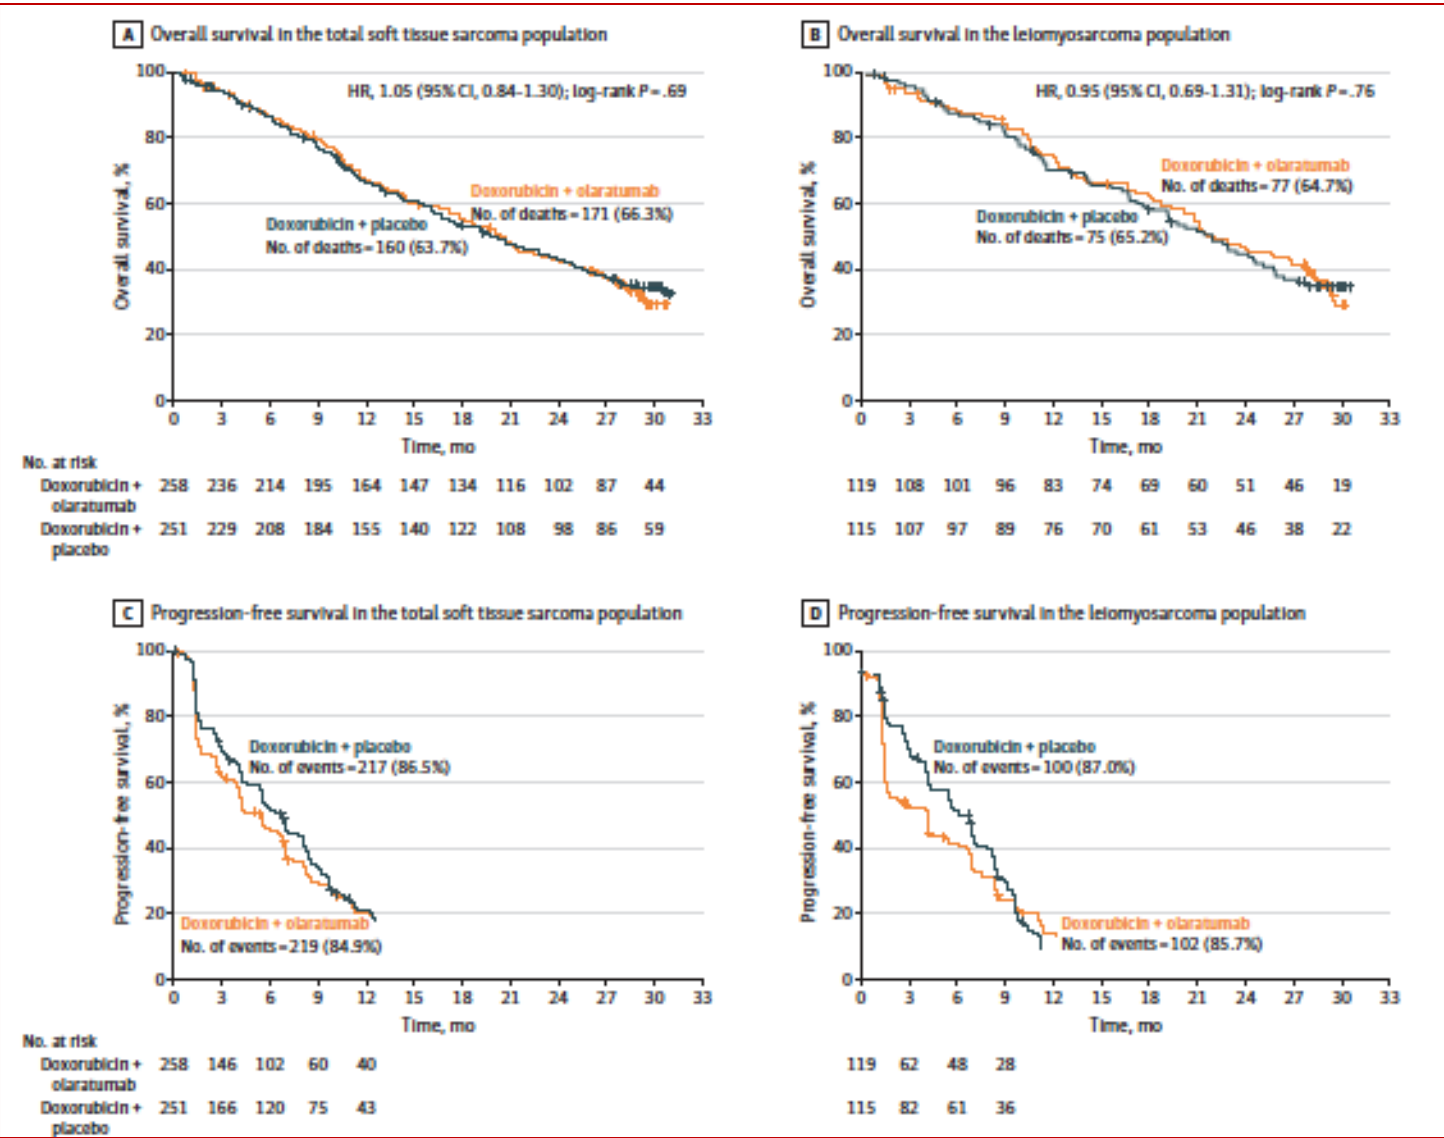 A Overall survival in the total soft tissue sarcoma population
100
80
60
40
20
0
Overall survival, %
HR, 1.05 (95% CI, 0.84-1.30); log-rank P = .69
Doxorubicin + olaratumab
No. of deaths = 171 (66.3%)
Doxorubicin + placebo
No. of deaths = 160 (63.7%)
0 3 6 9 12 15 18 21 24 27 30 33
Time, mo
No. at risk
Doxorubicin + 258 236 214 195 164 147 134 116 102 87 44
olaratumab
Doxorubicin + 251 229 208 184 155 140 122 108 98 86 59
placebo
B Overall survival in the leiomyosarcoma population
100
80
60
40
20
0
Overall survival, %
HR, 0.95 (95% CI, 0.69-1.31); log-rank P = .76
Doxorubicin + olaratumab
No. of deaths = 77 (64.7%)
Doxorubicin + placebo
No. of deaths = 75 (65.2%)
0 3 6 9 12 15 18 21 24 27 30 33
Time, mo
119 108 101 96 83 74 69 60 51 46 19
115 107 97 89 76 70 61 53 46 38 22
C Progression-free survival in the total soft tissue sarcoma population
100
80
60
40
20
0
Progression-free survival, %
Doxorubicin + placebo
No. of events = 217 (86.5%)
Doxorubicin + olaratumab
No. of events = 219 (84.9%)
0 3 6 9 12 15 18 21 24 27 30 33
Time, mo
No. at risk
Doxorubicin + 258 146 102 60 40
olaratumab
Doxorubicin + 251 166 120 75 43
placebo
D Progression-free survival in the leiomyosarcoma population
100
80
60
40
20
0
Progression-free survival, %
Doxorubicin + placebo
No. of events = 100 (87.0%)
Doxorubicin + olaratumab
No. of events = 102 (85.7%)
0 3 6 9 12 15 18 21 24 27 30 33
Time, mo
119 62 48 28
115 82 61 36